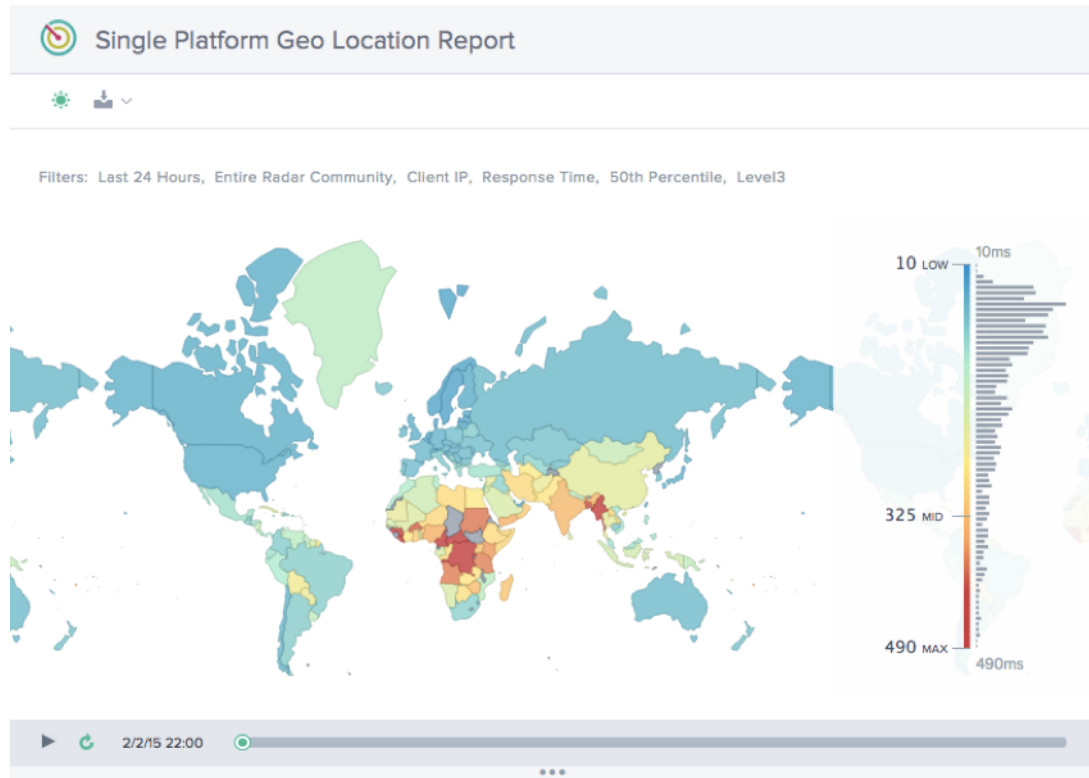 Single Platform Geo Location Report
Filters: Last 24 Hours, Entire Radar Community, Client IP, Response Time, 50th Percentile, Level3
10ms
10 LOW
325 MID
490 MAX
490ms
2/2/15 22:00